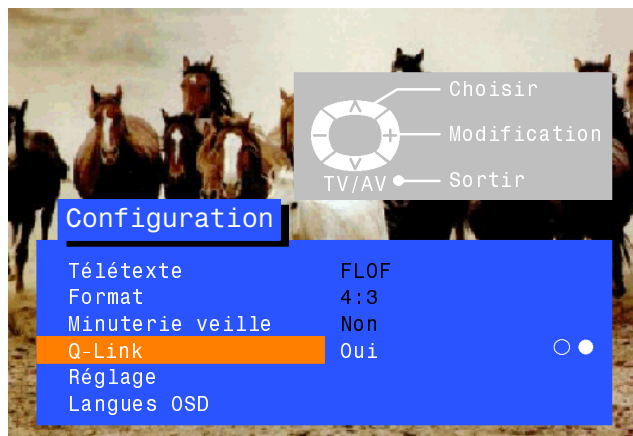 Choisir
Modification
TV/AV Sortir
Configuration
Télétexte FLOF
Format 4:3
Minuterie veille Non
Q-Link Oui
Réglage
Langues OSD